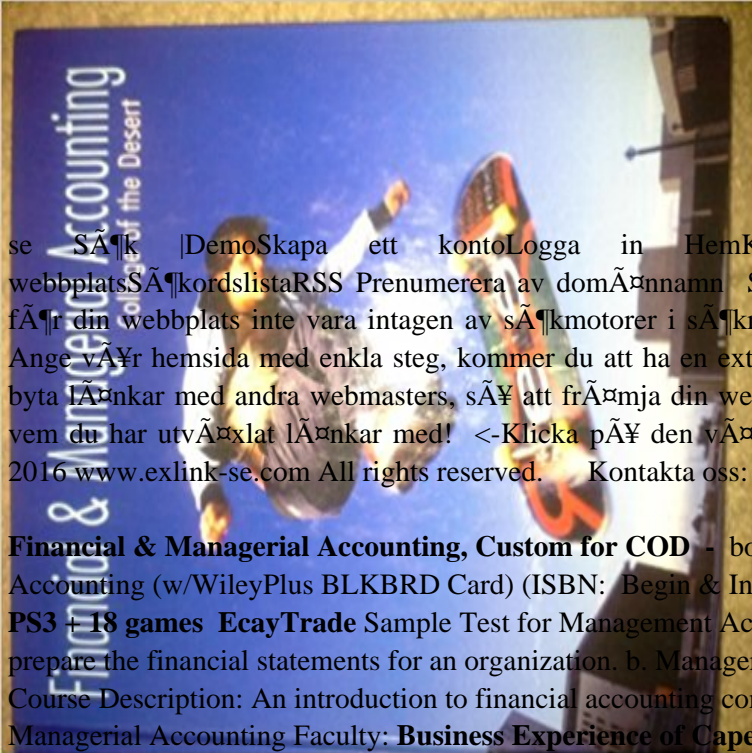 Financial & Managerial Accounting
College of the Desert
se SÃ¶k |DemoSkapa ett kontoLogga in HemK
webbplatsSÃ¶kordslistaRSS Prenumerera av domÃ¤nnamn S
fÃ¶r din webbplats inte vara intagen av sÃ¶kmotorer i sÃ¶kr
Ange vÃ¥r hemsida med enkla steg, kommer du att ha en ext
byta lÃ¤nkar med andra webmasters, sÃ¥ att frÃ¤mja din we
vem du har utvÃ¤xlat lÃ¤nkar med! <-Klicka pÃ¥ den vÃ¤
2016 www.exlink-se.com All rights reserved. Kontakta oss:
Financial & Managerial Accounting, Custom for COD - bo
Accounting (w/WileyPlus BLKBRD Card) (ISBN: Begin & In
PS3 + 18 games EcayTrade Sample Test for Management Ac
prepare the financial statements for an organization. b. Manager
Course Description: An introduction to financial accounting con
Managerial Accounting Faculty: Business Experience of Cape